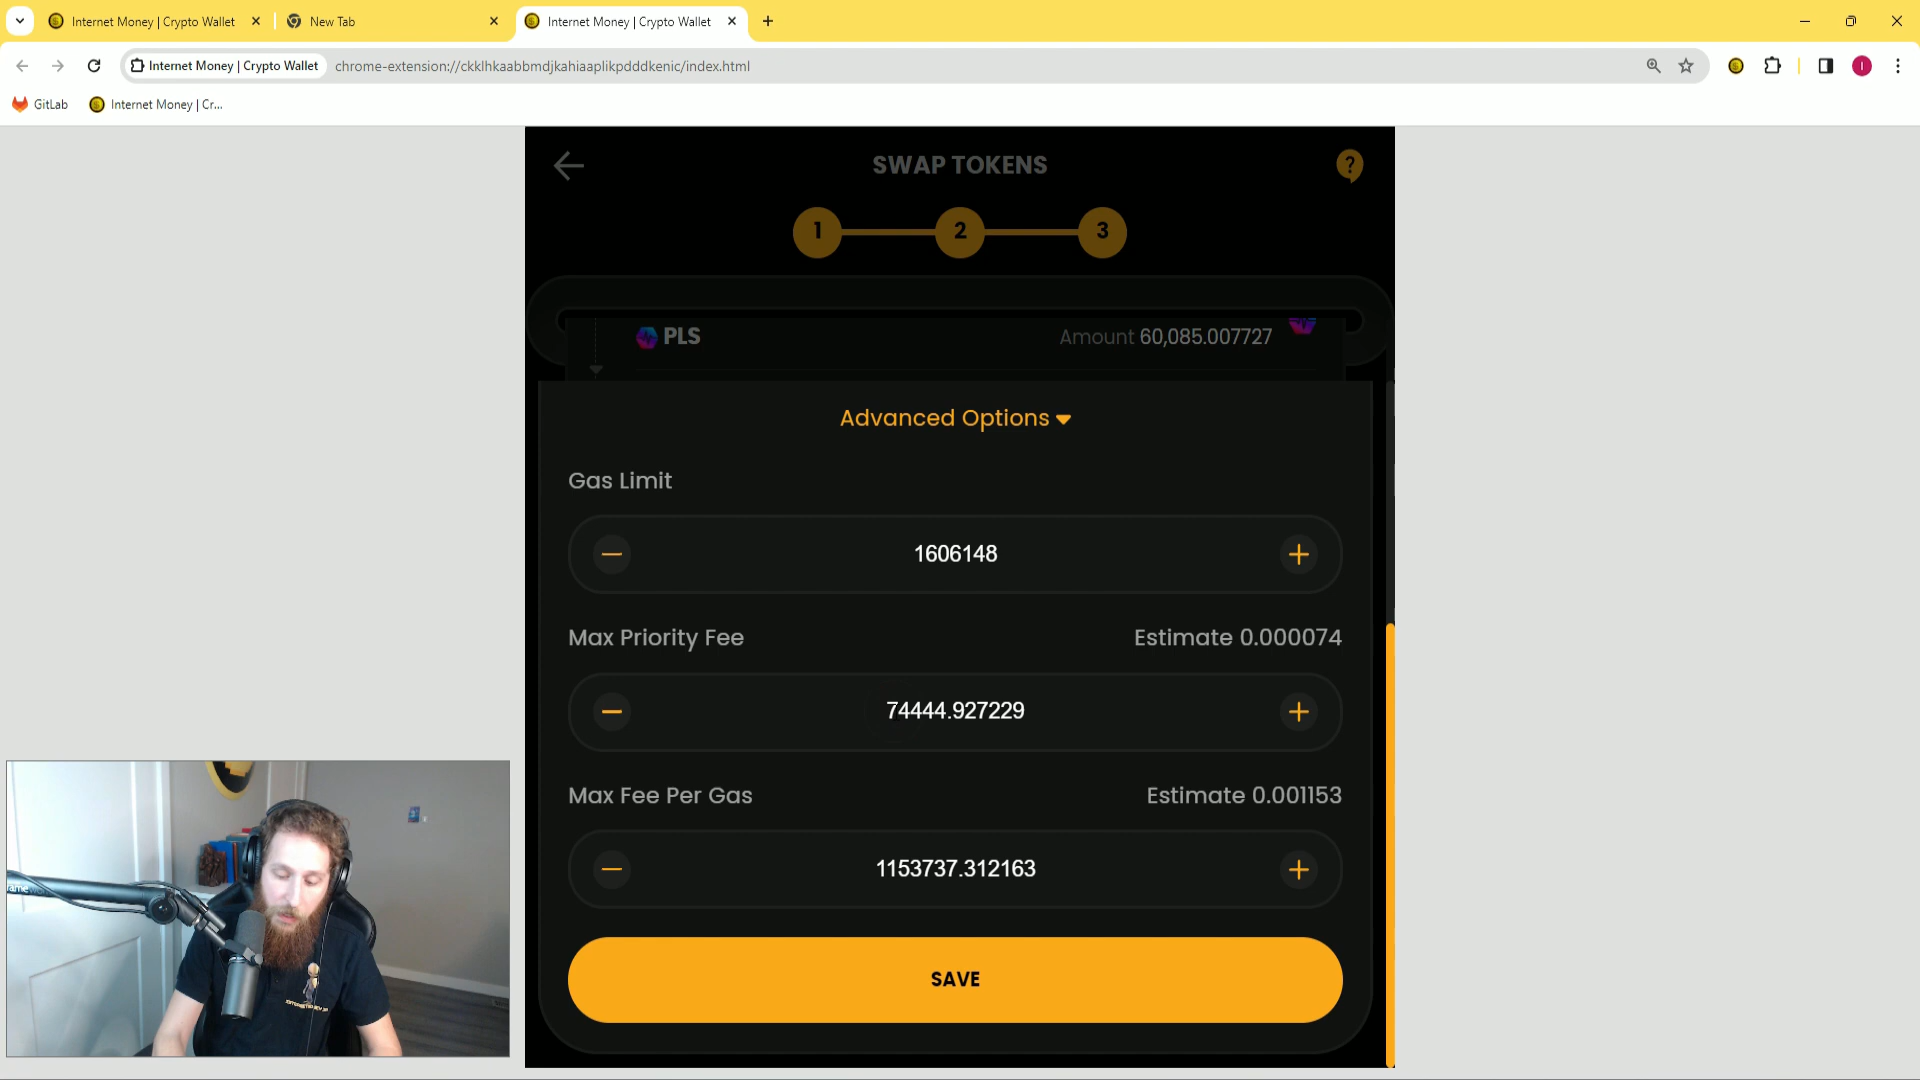 Internet Money | Crypto Wallet
New Tab
Internet Money | Crypto Wallet
Internet Money | Crypto Wallet
chrome-extension://ckklhkaabbmdjkahiaaplikpdddkenic/index.html
I
GitLab
Internet Money | Cr...
SWAP TOKENS
?
1
2
3
PLS
Amount 60,085.007727
Advanced Options
Gas Limit
1606148
Max Priority Fee
Estimate 0.000074
74444.927229
Max Fee Per Gas
Estimate 0.001153
1153737.312163
SAVE